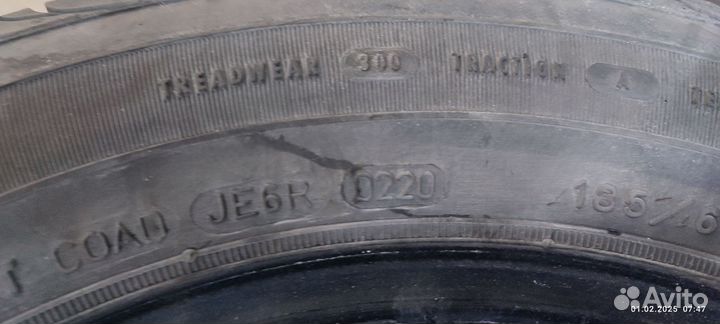 TREADWEAR 300 TRACTION A
COAD JE6R 0220 185/6
Avito
01.02.2025 07:47